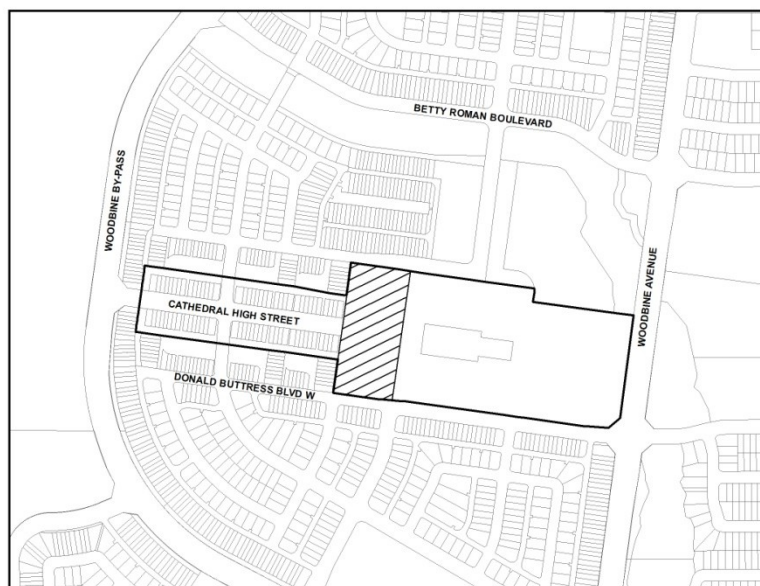 BETTY ROMAN BOULEVARD
WOODBINE BY-PASS
WOODBINE AVENUE
CATHEDRAL HIGH STREET
DONALD BUTTRESS BLVD W